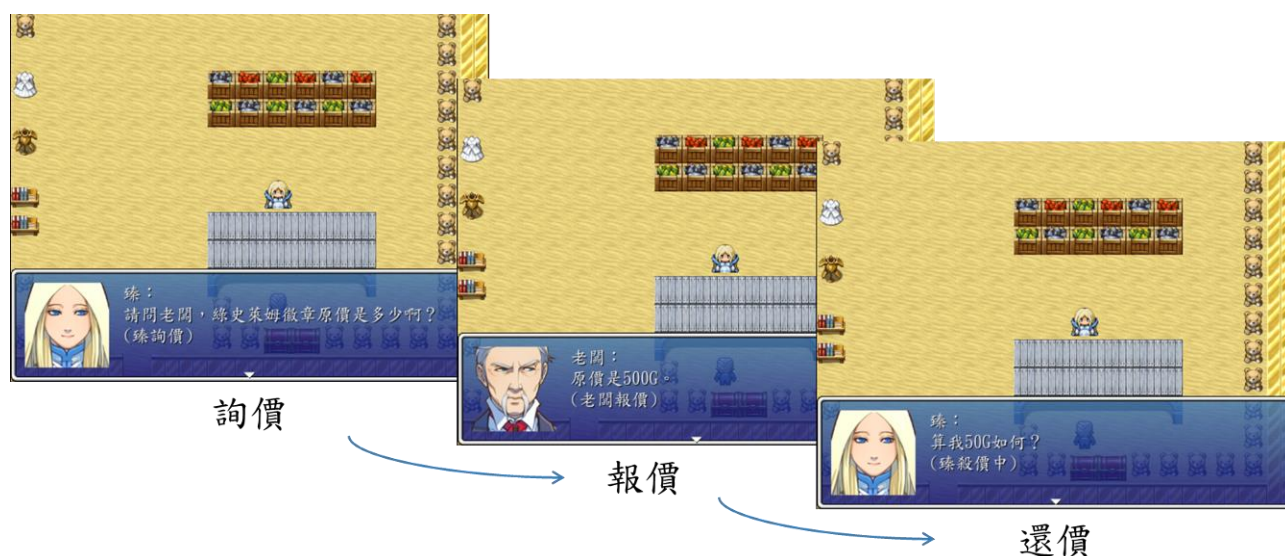 臻：
請問老闆，綠史萊姆徽章原價是多少啊？
(臻詢價)
詢價
老闆：
原價是500G。
(老闆報價)
報價
臻：
算我50G如何？
(臻殺價中)
還價